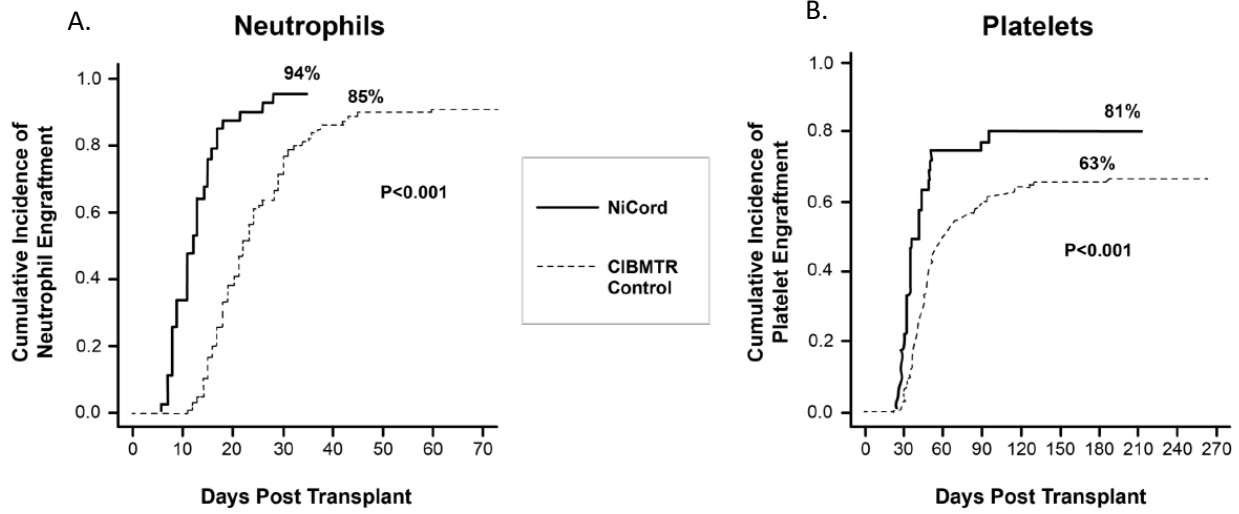 A.
Neutrophils
Cumulative Incidence of
Neutrophil Engraftment
1.0
0.8
0.6
0.4
0.2
0.0
94%
85%
P<0.001
0 10 20 30 40 50 60 70
Days Post Transplant
NiCord
CIBMTR
Control
B.
Platelets
Cumulative Incidence of
Platelet Engraftment
1.0
0.8
0.6
0.4
0.2
0.0
81%
63%
P<0.001
0 30 60 90 120 150 180 210 240 270
Days Post Transplant